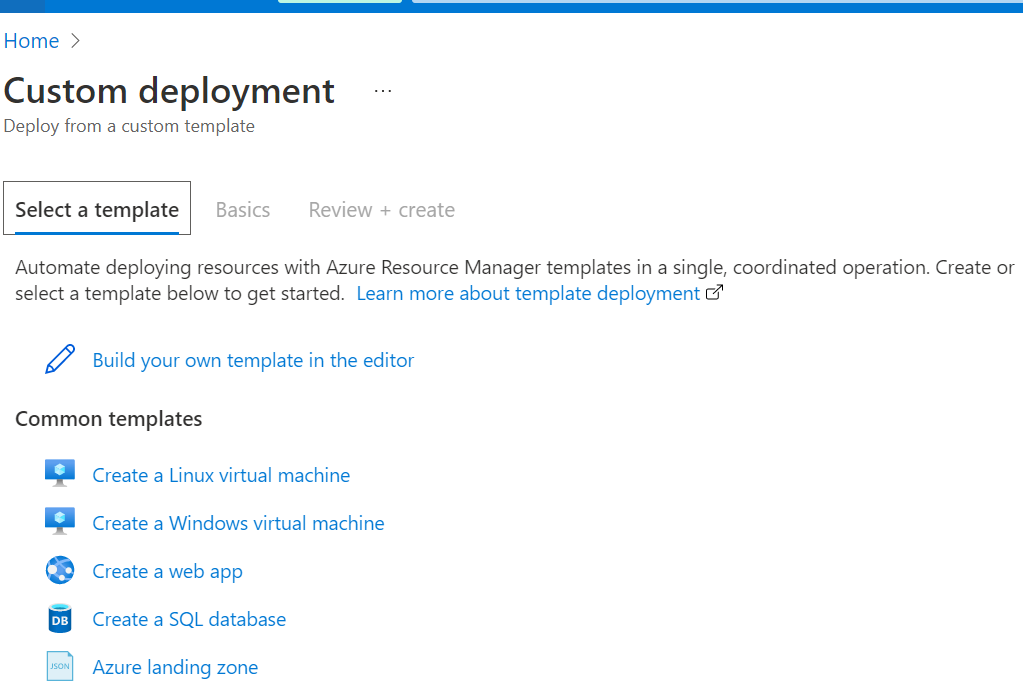 Home >
Custom deployment ...
Deploy from a custom template
Select a template Basics Review + create
Automate deploying resources with Azure Resource Manager templates in a single, coordinated operation. Create or
select a template below to get started. Learn more about template deployment
Build your own template in the editor
Common templates
Create a Linux virtual machine
Create a Windows virtual machine
Create a web app
DB Create a SQL database
JSON Azure landing zone